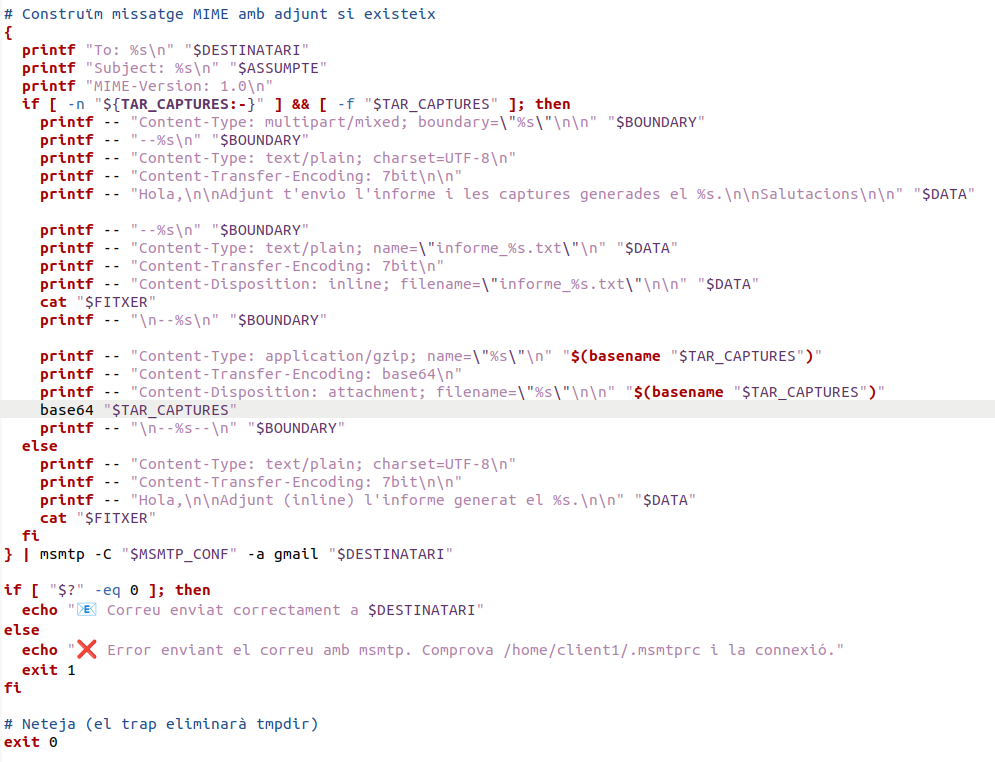 # Construïm missatge MIME amb adjunt si existeix
{
  printf "To: %s\n" "$DESTINATARI"
  printf "Subject: %s\n" "$ASSUMPTE"
  printf "MIME-Version: 1.0\n"
  if [ -n "${TAR_CAPTURES:-}" ] && [ -f "$TAR_CAPTURES" ]; then
    printf -- "Content-Type: multipart/mixed; boundary=\"%s\"\n\n" "$BOUNDARY"
    printf -- "--%s\n" "$BOUNDARY"
    printf -- "Content-Type: text/plain; charset=UTF-8\n"
    printf -- "Content-Transfer-Encoding: 7bit\n\n"
    printf -- "Hola,\n\nAdjunt t'envio l'informe i les captures generades el %s.\n\nSalutacions\n\n" "$DATA"

    printf -- "--%s\n" "$BOUNDARY"
    printf -- "Content-Type: text/plain; name=\"informe_%s.txt\"\n" "$DATA"
    printf -- "Content-Transfer-Encoding: 7bit\n"
    printf -- "Content-Disposition: inline; filename=\"informe_%s.txt\"\n\n" "$DATA"
    cat "$FITXER"
    printf -- "\n--%s\n" "$BOUNDARY"

    printf -- "Content-Type: application/gzip; name=\"%s\"\n" "$(basename "$TAR_CAPTURES")"
    printf -- "Content-Transfer-Encoding: base64\n"
    printf -- "Content-Disposition: attachment; filename=\"%s\"\n\n" "$(basename "$TAR_CAPTURES")"
    base64 "$TAR_CAPTURES"
    printf -- "\n--%s--\n" "$BOUNDARY"
  else
    printf -- "Content-Type: text/plain; charset=UTF-8\n"
    printf -- "Content-Transfer-Encoding: 7bit\n\n"
    printf -- "Hola,\n\nAdjunt (inline) l'informe generat el %s.\n\n" "$DATA"
    cat "$FITXER"
  fi
} | msmtp -C "$MSMTP_CONF" -a gmail "$DESTINATARI"

if [ "$?" -eq 0 ]; then
  echo "📧 Correu enviat correctament a $DESTINATARI"
else
  echo "❌ Error enviant el correu amb msmtp. Comprova /home/client1/.msmtprc i la connexió."
  exit 1
fi

# Neteja (el trap eliminarà tmpdir)
exit 0